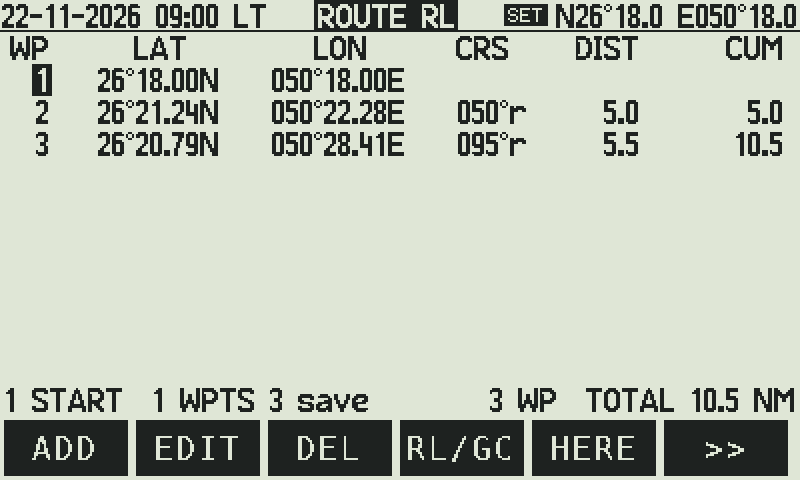 22-11-2026 09:00 LT ROUTE RL SET N26°18.0 E050°18.0
WP LAT LON CRS DIST CUM
1 26°18.00N 050°18.00E
2 26°21.24N 050°22.28E 050°r 5.0 5.0
3 26°20.79N 050°28.41E 095°r 5.5 10.5
1 START 1 WPTS 3 save 3 WP TOTAL 10.5 NM
ADD EDIT DEL RL/GC HERE >>